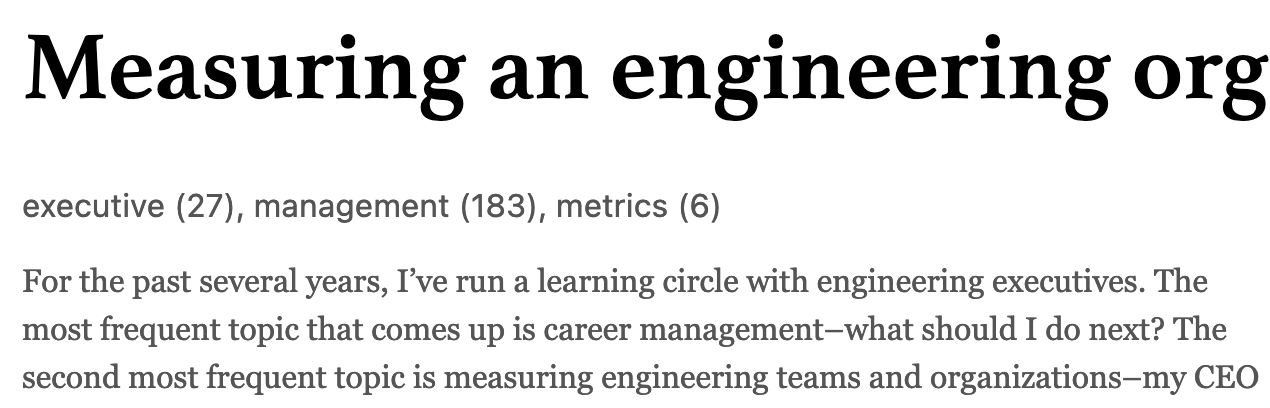 Measuring an engineering org
executive (27), management (183), metrics (6)
For the past several years, I’ve run a learning circle with engineering executives. The
most frequent topic that comes up is career management–what should I do next? The
second most frequent topic is measuring engineering teams and organizations–my CEO